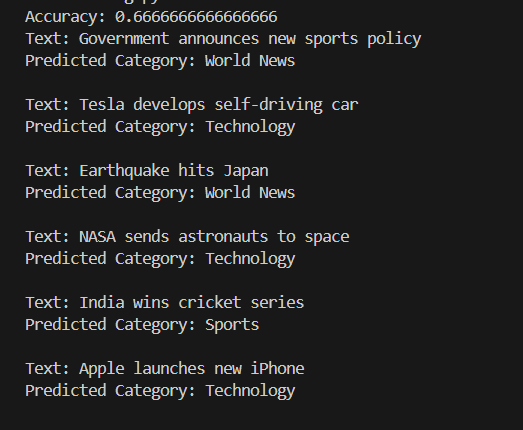 Accuracy: 0.6666666666666666
Text: Government announces new sports policy
Predicted Category: World News
Text: Tesla develops self-driving car
Predicted Category: Technology
Text: Earthquake hits Japan
Predicted Category: World News
Text: NASA sends astronauts to space
Predicted Category: Technology
Text: India wins cricket series
Predicted Category: Sports
Text: Apple launches new iPhone
Predicted Category: Technology